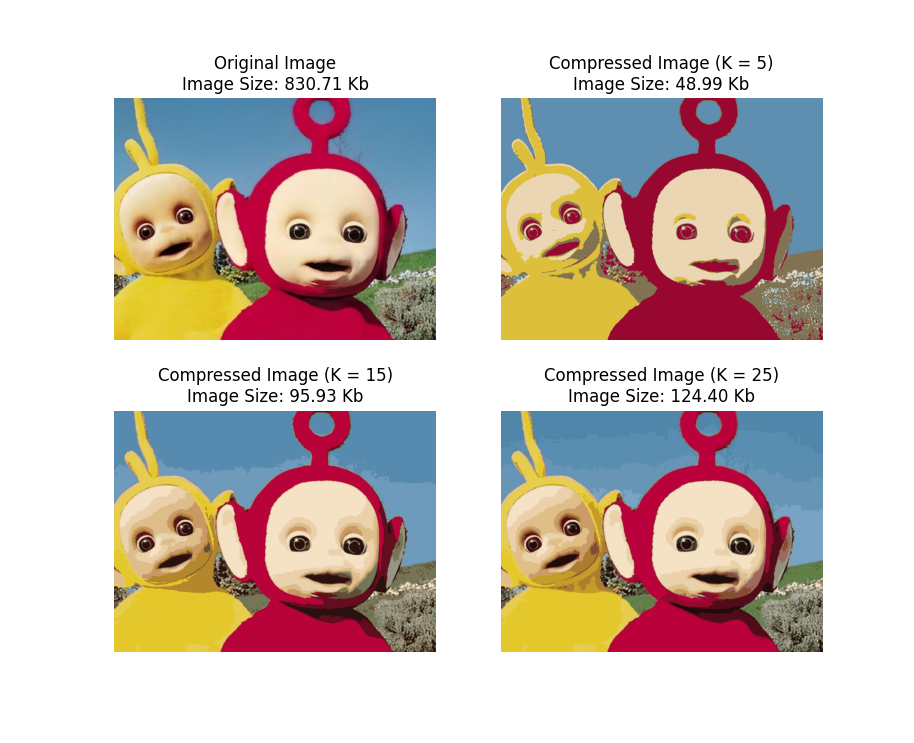 Original Image
Image Size: 830.71 Kb
Compressed Image (K = 5)
Image Size: 48.99 Kb
Compressed Image (K = 15)
Image Size: 95.93 Kb
Compressed Image (K = 25)
Image Size: 124.40 Kb